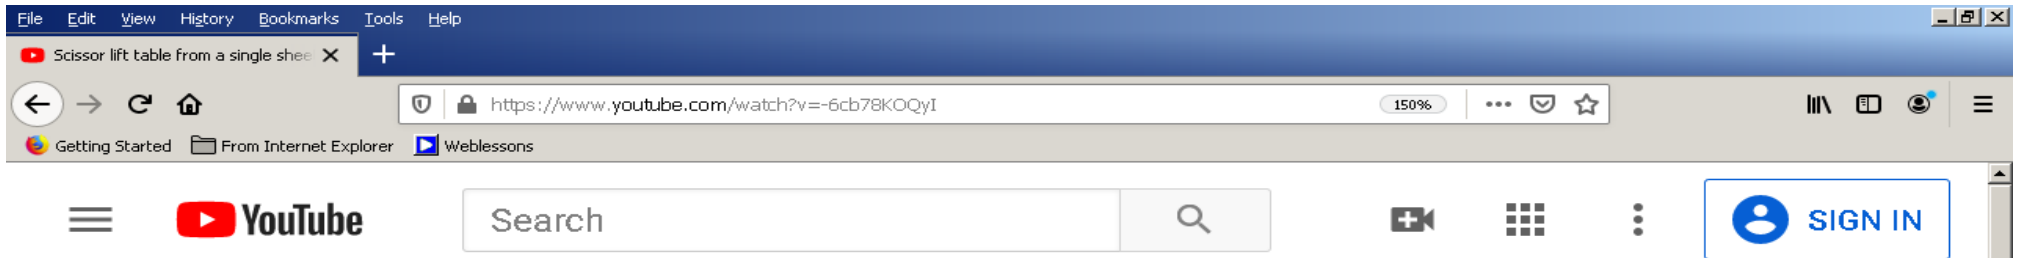 File Edit View History Bookmarks Tools Help
Scissor lift table from a single shee
https://www.youtube.com/watch?v=-6cb78KOQyI 150%
Getting Started From Internet Explorer Weblessons
YouTube Search SIGN IN